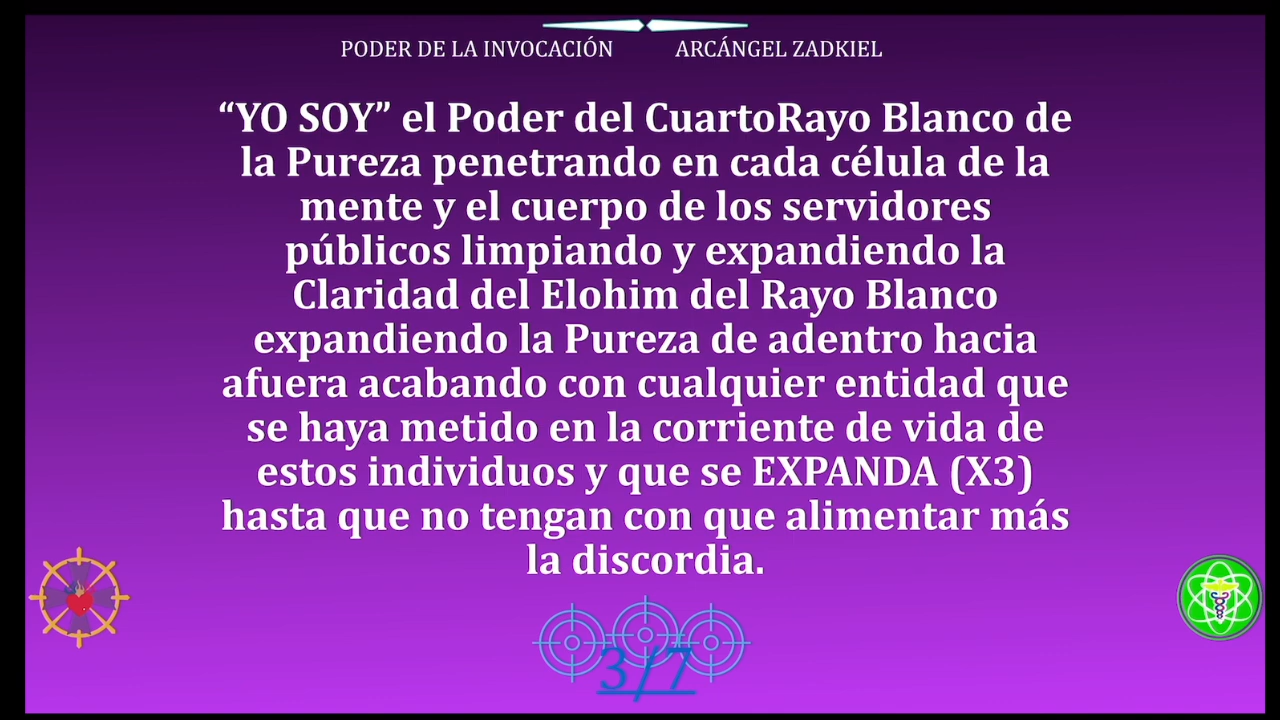 PODER DE LA INVOCACIÓN ARCÁNGEL ZADKIEL
“YO SOY” el Poder del CuartoRayo Blanco de
la Pureza penetrando en cada célula de la
mente y el cuerpo de los servidores
públicos limpiando y expandiendo la
Claridad del Elohim del Rayo Blanco
expandiendo la Pureza de adentro hacia
afuera acabando con cualquier entidad que
se haya metido en la corriente de vida de
estos individuos y que se EXPANDA (X3)
hasta que no tengan con que alimentar más
la discordia.
3/7